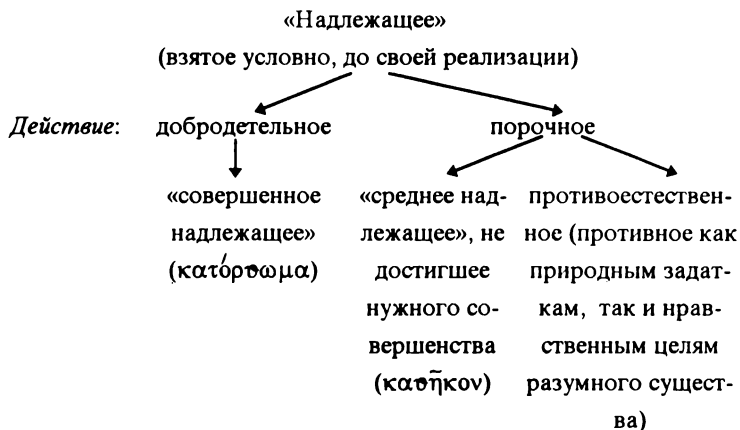 «Надлежащее»
(взятое условно, до своей реализации)
Действие: добродетельное порочное
«совершенное
надлежащее»
(κατόρϑωμα)
«среднее над-
лежащее», не
достигшее
нужного со-
вершенства
(καϑῆκον)
противоестествен-
ное (противное как
природным задат-
кам, так и нрав-
ственным целям
разумного сущест-
ва)